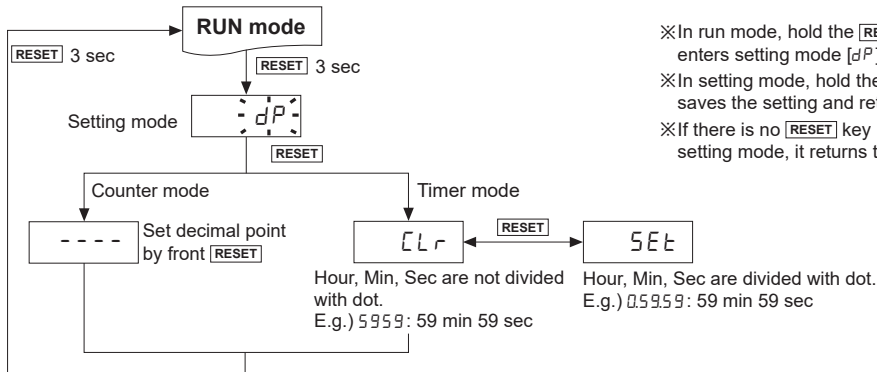 RUN mode
RESET 3 sec
RESET 3 sec
Setting mode
dP
RESET
Counter mode
Timer mode
- - - -
Set decimal point
by front RESET
CLr
RESET
SEt
Hour, Min, Sec are not divided
with dot.
E.g.) 5959: 59 min 59 sec
Hour, Min, Sec are divided with dot.
E.g.) 0.59.59: 59 min 59 sec
※In run mode, hold the
enters setting mode [dP]
※In setting mode, hold the
saves the setting and
※If there is no RESET key
setting mode, it returns